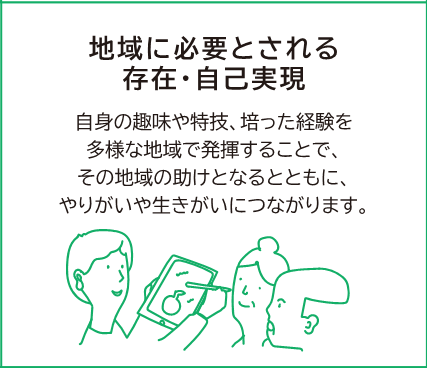 地域に必要とされる
存在・自己実現
自身の趣味や特技、培った経験を
多様な地域で発揮することで、
その地域の助けとなるとともに、
やりがいや生きがいにつながります。